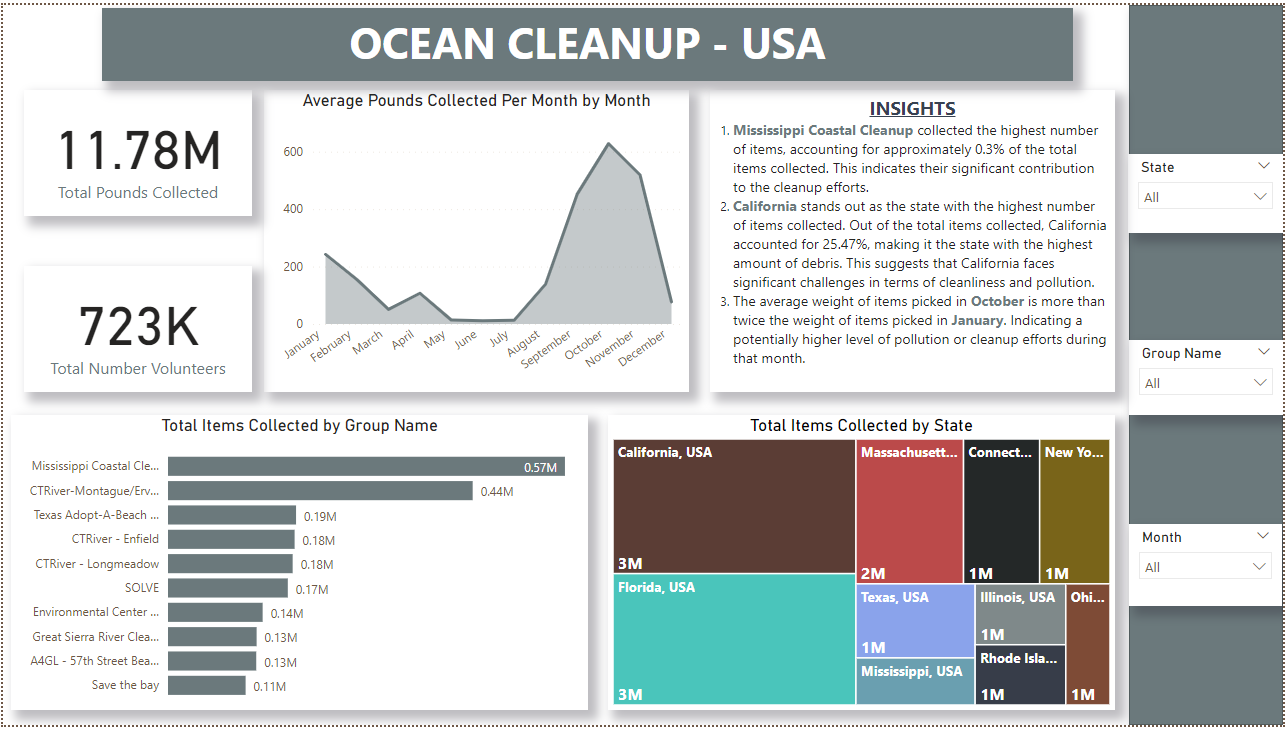 OCEAN CLEANUP - USA
11.78M
Total Pounds Collected
723K
Total Number Volunteers
Average Pounds Collected Per Month by Month
600
400
200
0
January
February
March
April
May
June
July
August
September
October
November
December
INSIGHTS
1. Mississippi Coastal Cleanup collected the highest number
of items, accounting for approximately 0.3% of the total
items collected. This indicates their significant contribution
to the cleanup efforts.
2. California stands out as the state with the highest number
of items collected. Out of the total items collected, California
accounted for 25.47%, making it the state with the highest
amount of debris. This suggests that California faces
significant challenges in terms of cleanliness and pollution.
3. The average weight of items picked in October is more than
twice the weight of items picked in January. Indicating a
potentially higher level of pollution or cleanup efforts during
that month.
State
All
Group Name
All
Month
All
Total Items Collected by Group Name
Mississippi Coastal Cle... 0.57M
CTRiver-Montague/Erv... 0.44M
Texas Adopt-A-Beach ... 0.19M
CTRiver - Enfield 0.18M
CTRiver - Longmeadow 0.18M
SOLVE 0.17M
Environmental Center ... 0.14M
Great Sierra River Clea... 0.13M
A4GL - 57th Street Bea... 0.13M
Save the bay 0.11M
Total Items Collected by State
California, USA
3M
Florida, USA
3M
Massachusett...
2M
Connect...
1M
New Yo...
1M
Texas, USA
1M
Mississippi, USA
Illinois, USA
1M
Rhode Isla...
1M
Ohi...
1M